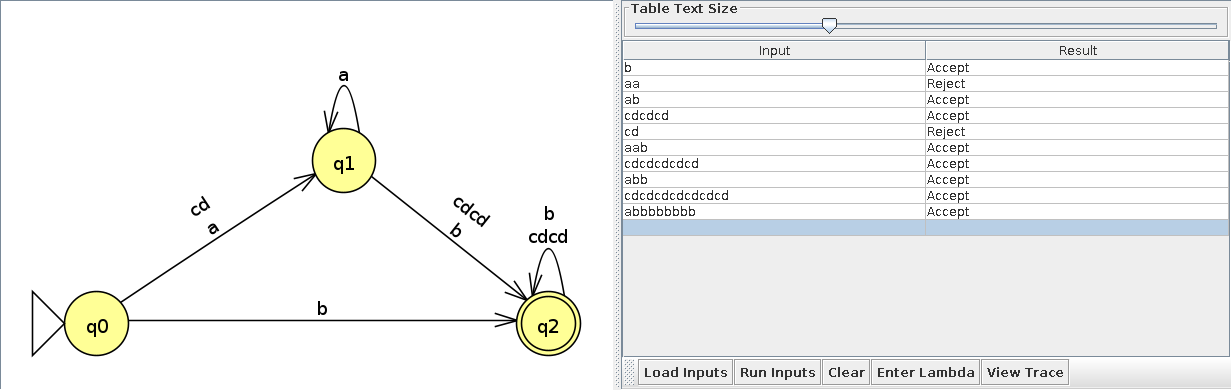 a
q1
cd
a
cdcd
b
b
cdcd
b
q0
q2
Table Text Size
Input Result
b Accept
aa Reject
ab Accept
cdcdcd Accept
cd Reject
aab Accept
cdcdcdcdcd Accept
abb Accept
cdcdcdcdcdcdcd Accept
abbbbbbbb Accept
Load Inputs Run Inputs Clear Enter Lambda View Trace